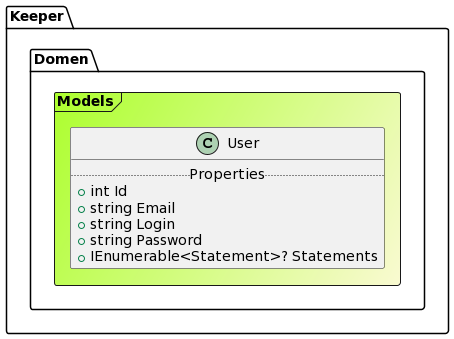 Keeper
Domen
Models
C User
Properties
int Id
string Email
string Login
string Password
IEnumerable<Statement>? Statements